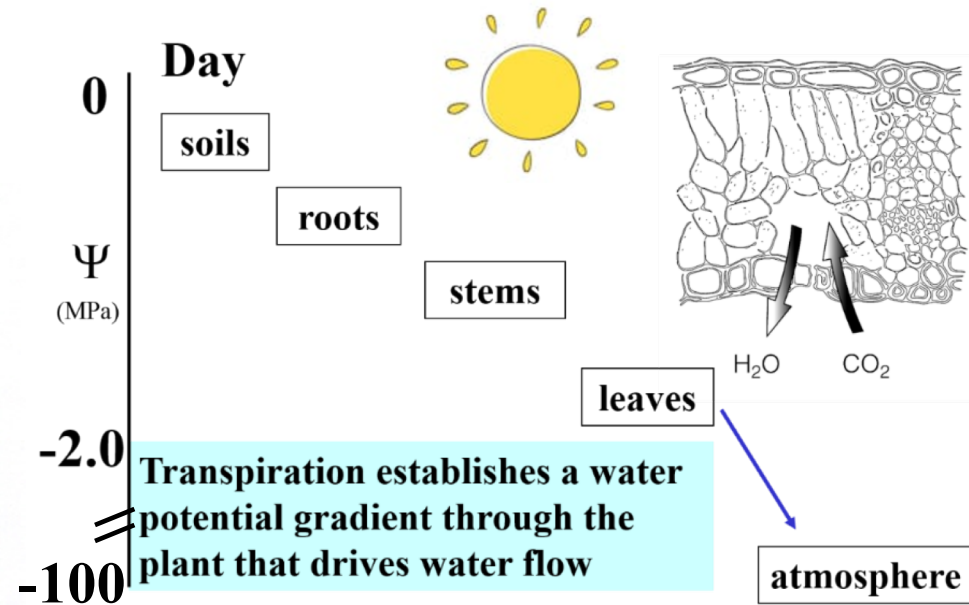 Day
0
soils
roots
Ψ
(MPa)
stems
H₂O
CO₂
leaves
-2.0
Transpiration establishes a water
potential gradient through the
plant that drives water flow
-100
atmosphere